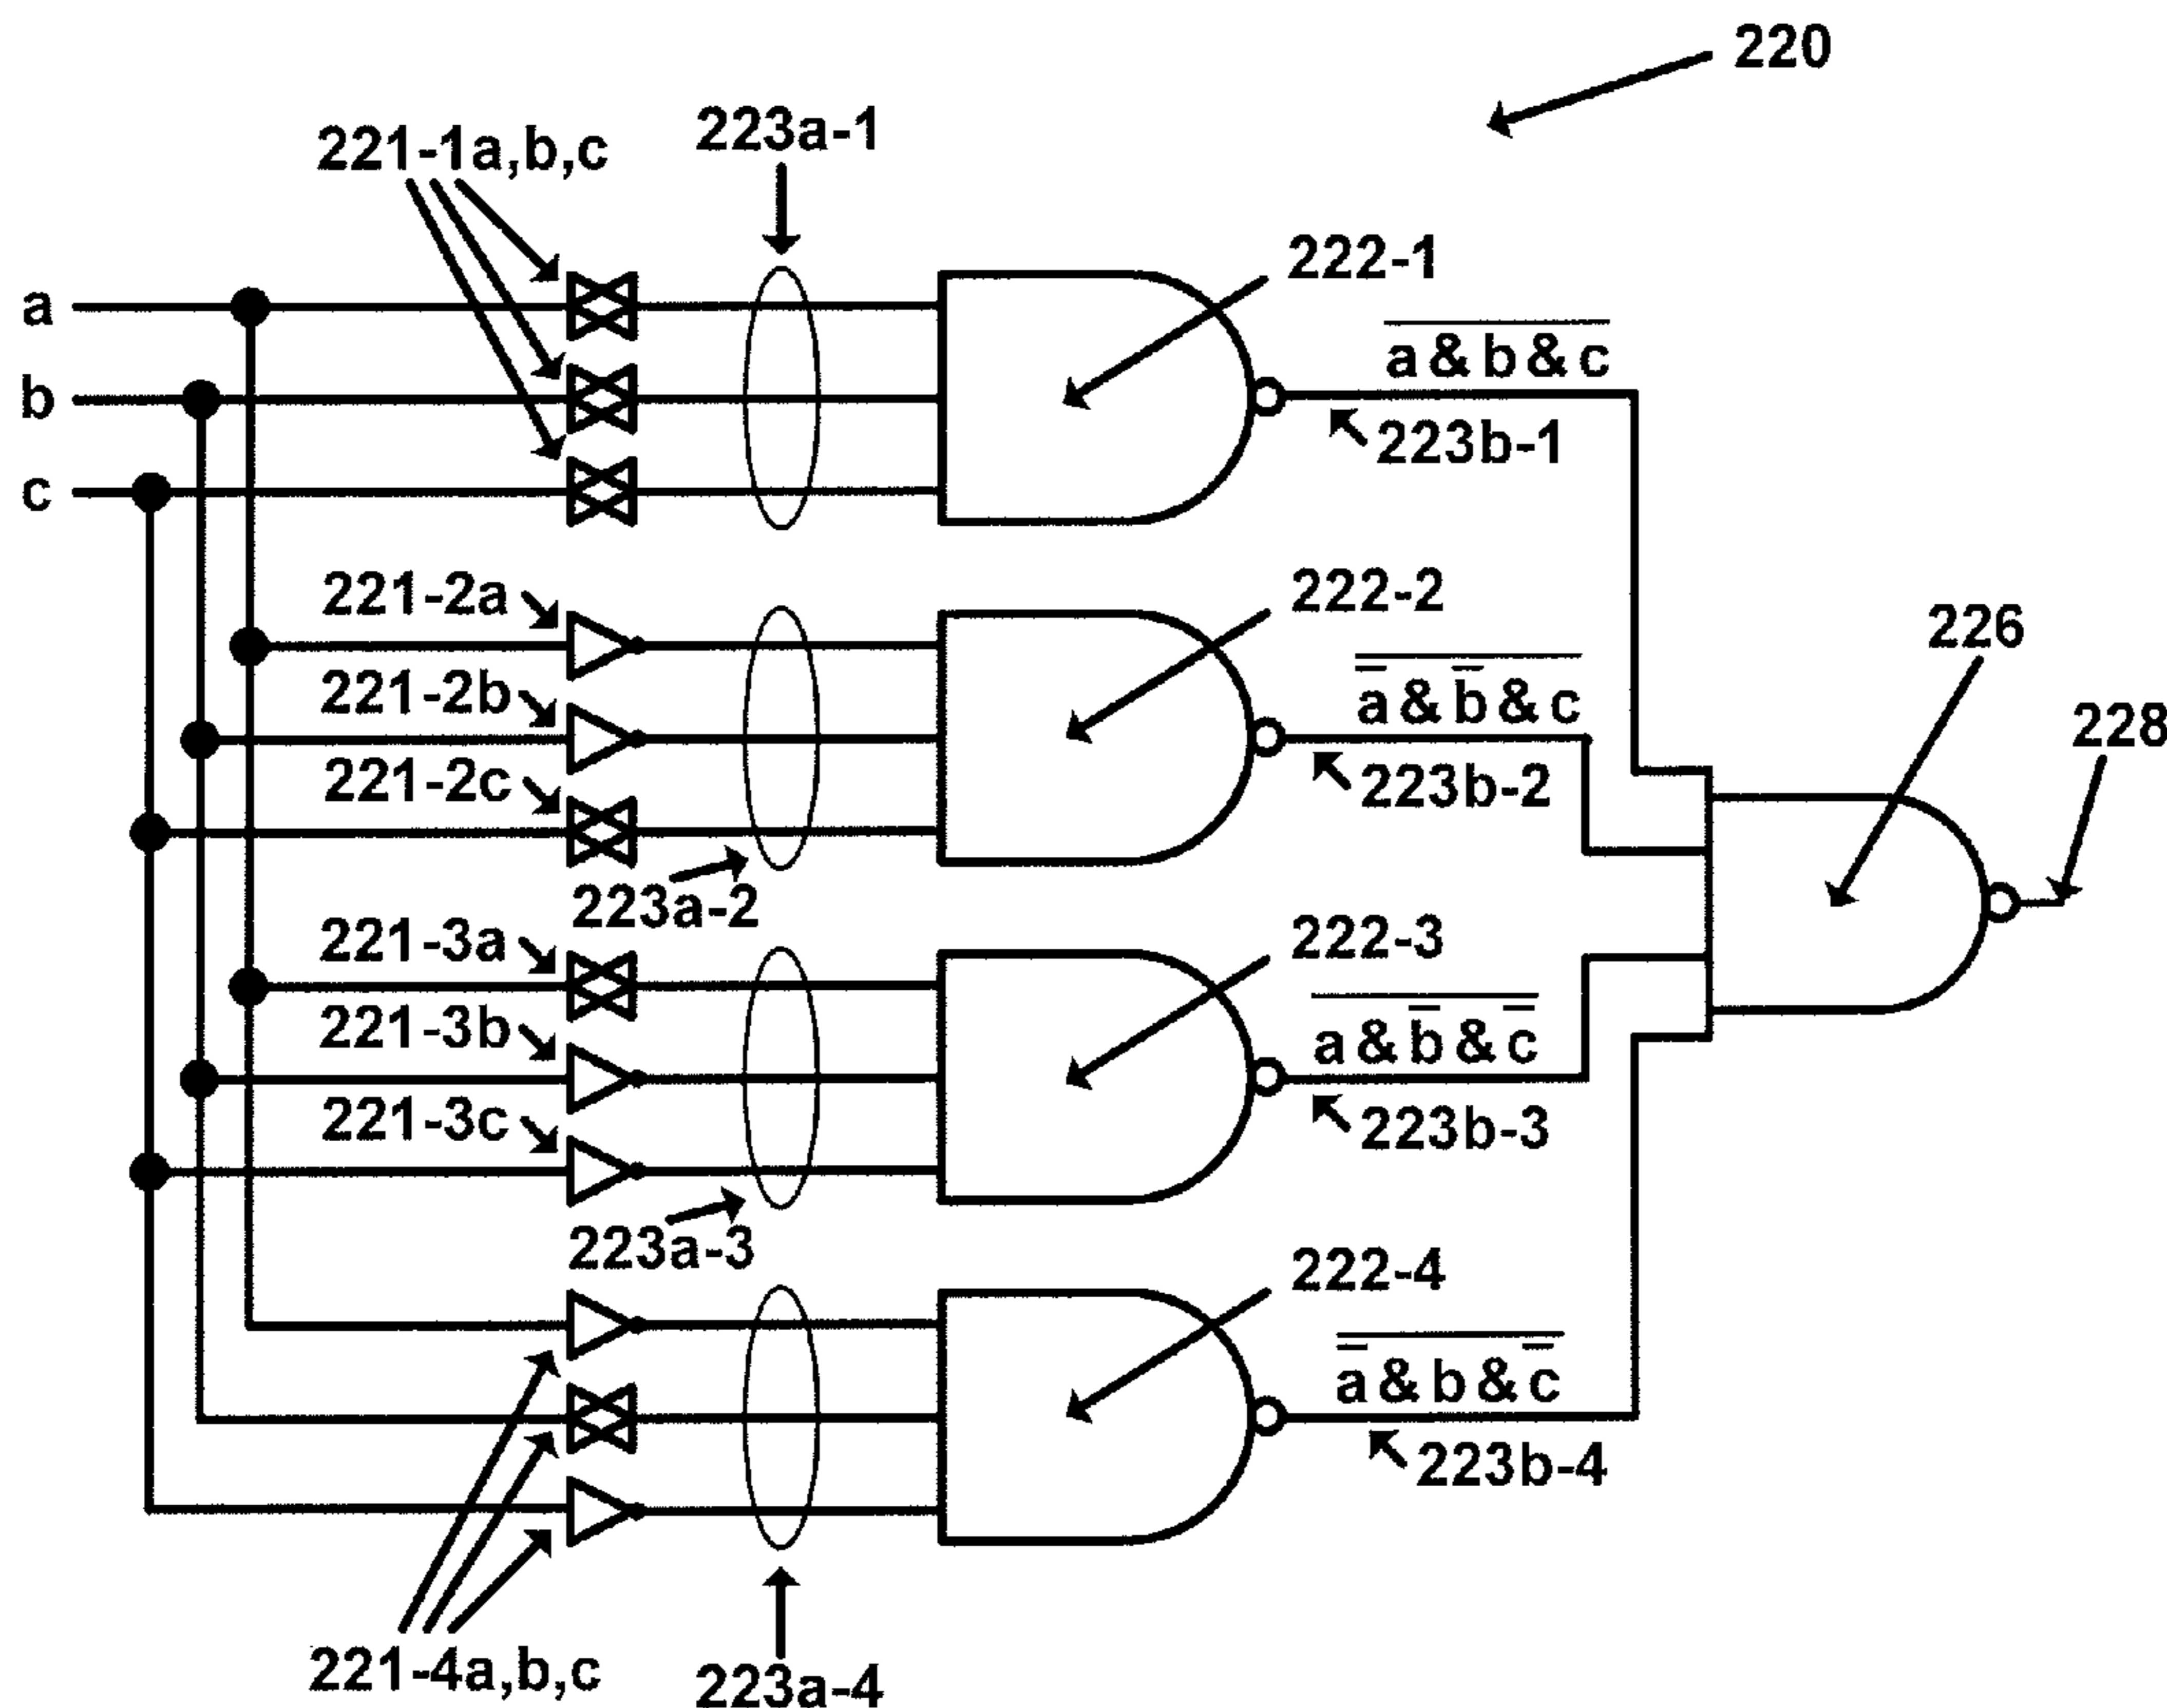 220
223a-1
221-1a,b,c
222-1
a
a̅ ̅&̅ ̅b̅ ̅&̅ ̅c̅
b
223b-1
c
221-2a
222-2
226
221-2b
a̿ ̅&̅ ̅b̿ ̅&̅ ̅c̅
228
221-2c
223b-2
223a-2
221-3a
222-3
221-3b
a̅ ̅&̅ ̅b̿ ̅&̅ ̅c̿
221-3c
223b-3
223a-3
222-4
a̿ ̅&̅ ̅b̅ ̅&̅ ̅c̿
223b-4
221-4a,b,c
223a-4